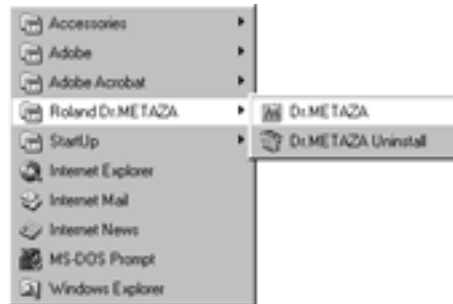 Accessories
Adobe
Adobe Acrobat
Roland Dr.METAZA
StartUp
Internet Explorer
Internet Mail
Internet News
MS-DOS Prompt
Windows Explorer
Dr.METAZA
Dr.METAZA Uninstall